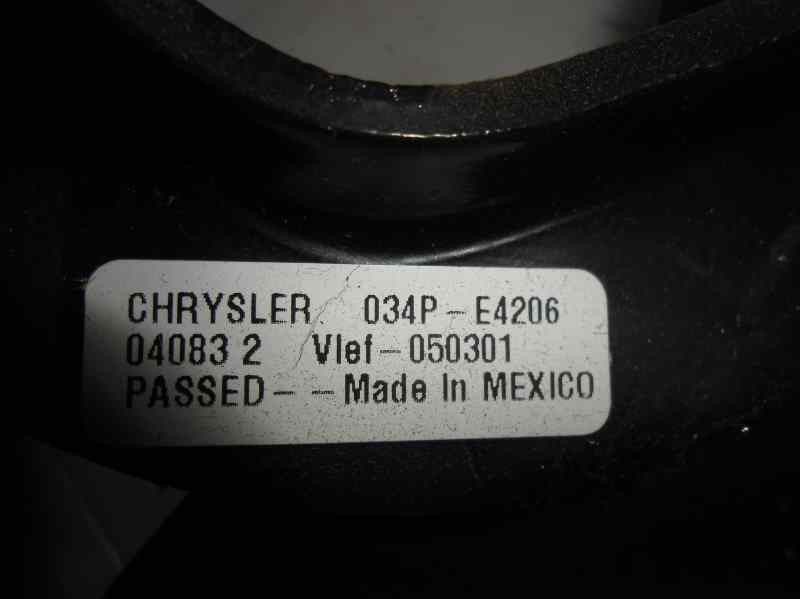 CHRYSLER. 034P-E4206
04083 2 Vlef-050301
PASSED-- Made In MEXICO